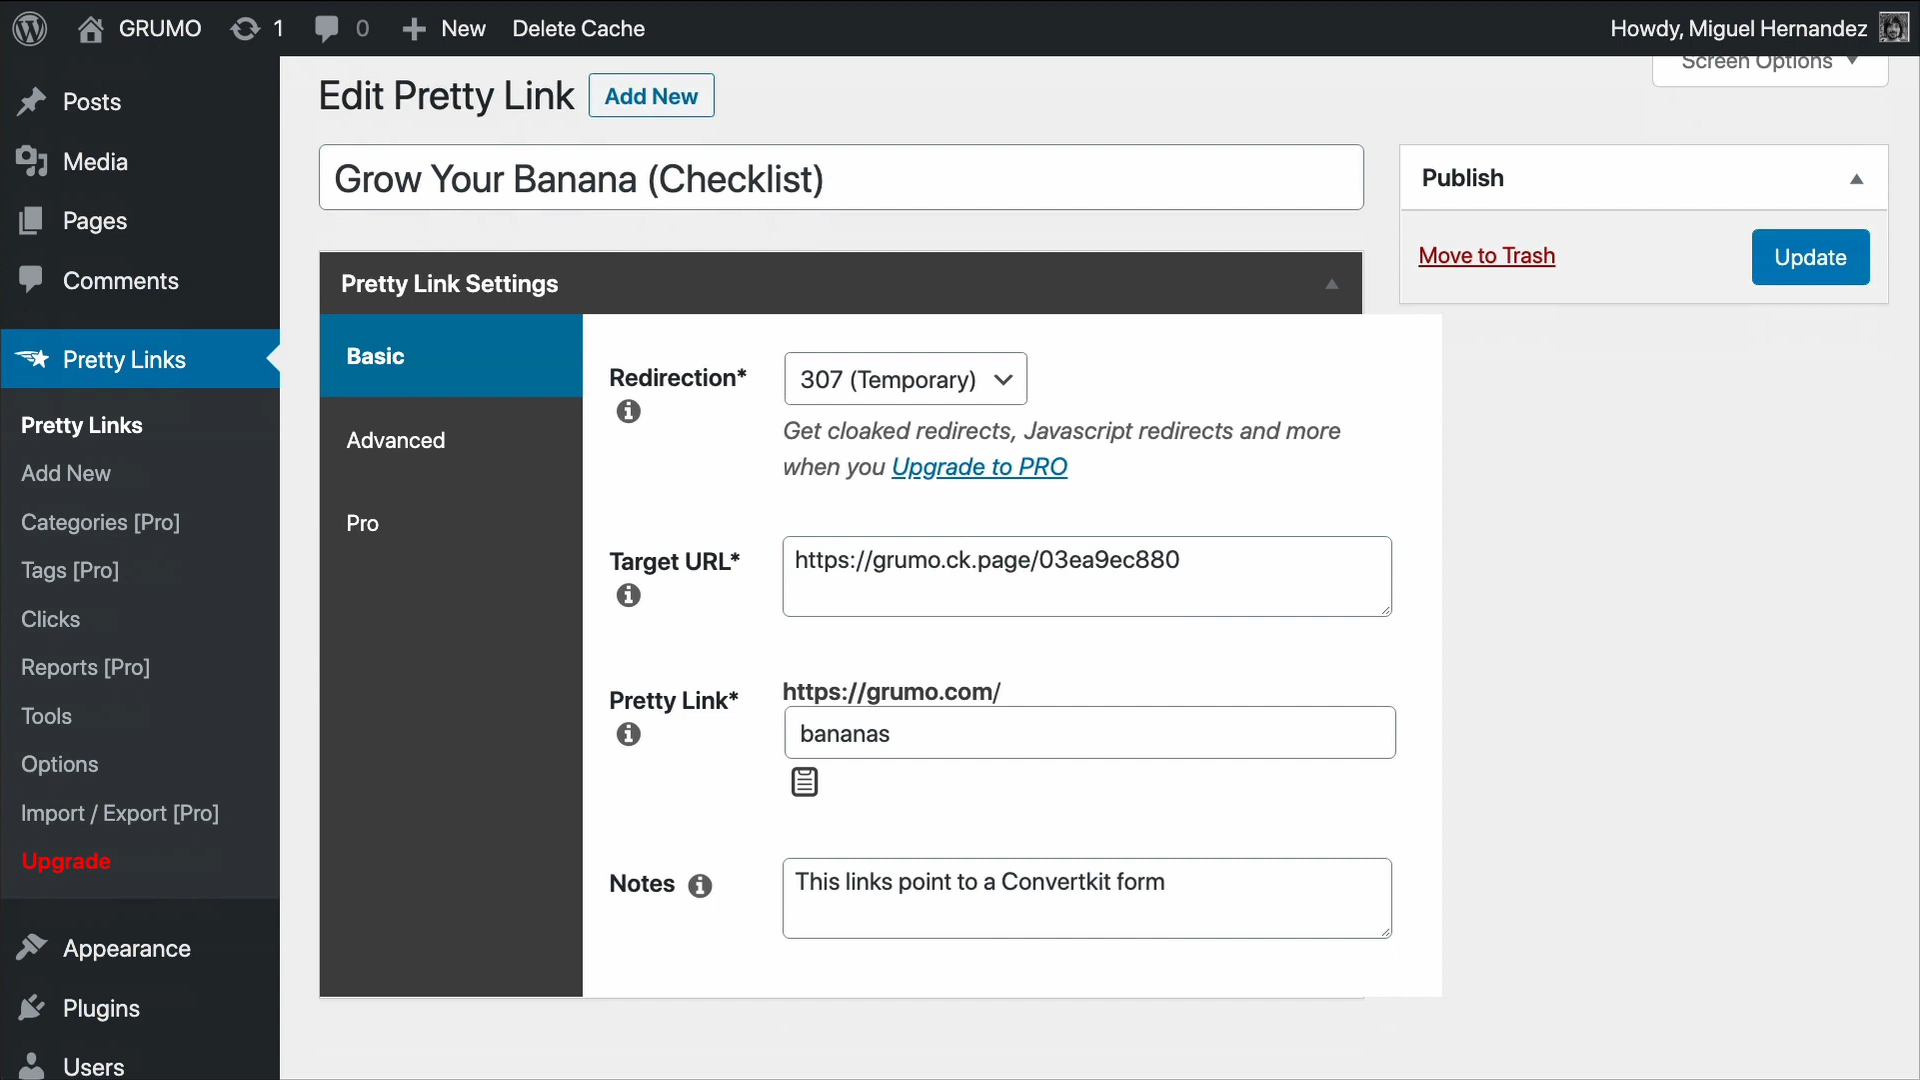 GRUMO 1 0 New Delete Cache Howdy, Miguel Hernandez
Screen Options
Posts
Media
Pages
Comments
Pretty Links
Pretty Links
Add New
Categories [Pro]
Tags [Pro]
Clicks
Reports [Pro]
Tools
Options
Import / Export [Pro]
Upgrade
Appearance
Plugins
Users
Edit Pretty Link Add New
Grow Your Banana (Checklist)
Pretty Link Settings
Basic
Advanced
Pro
Redirection* 307 (Temporary)
Get cloaked redirects, Javascript redirects and more
when you Upgrade to PRO
Target URL* https://grumo.ck.page/03ea9ec880
Pretty Link* https://grumo.com/
bananas
Notes This links point to a Convertkit form
Publish
Move to Trash Update